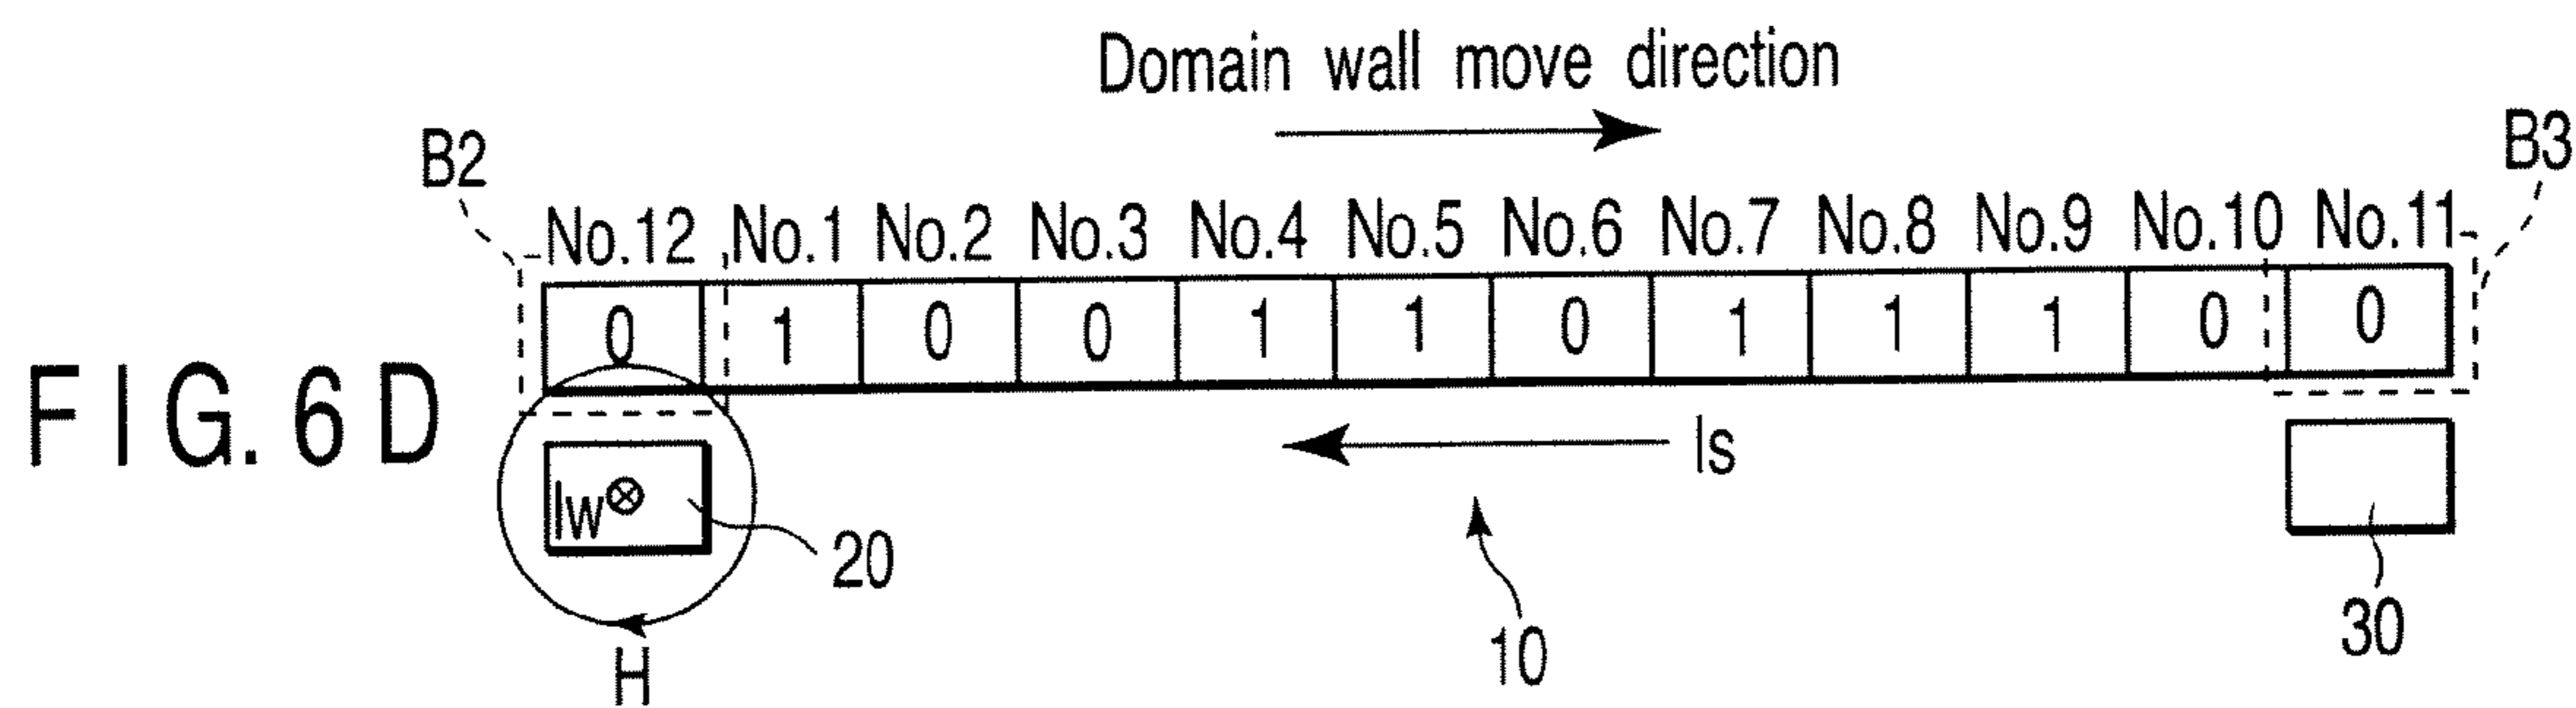 Domain wall move direction
B2 B3
No.12 No.1 No.2 No.3 No.4 No.5 No.6 No.7 No.8 No.9 No.10 No.11
0 1 0 0 1 1 0 1 1 1 0 0
FIG. 6D
Is
Iw
20
10
30
H